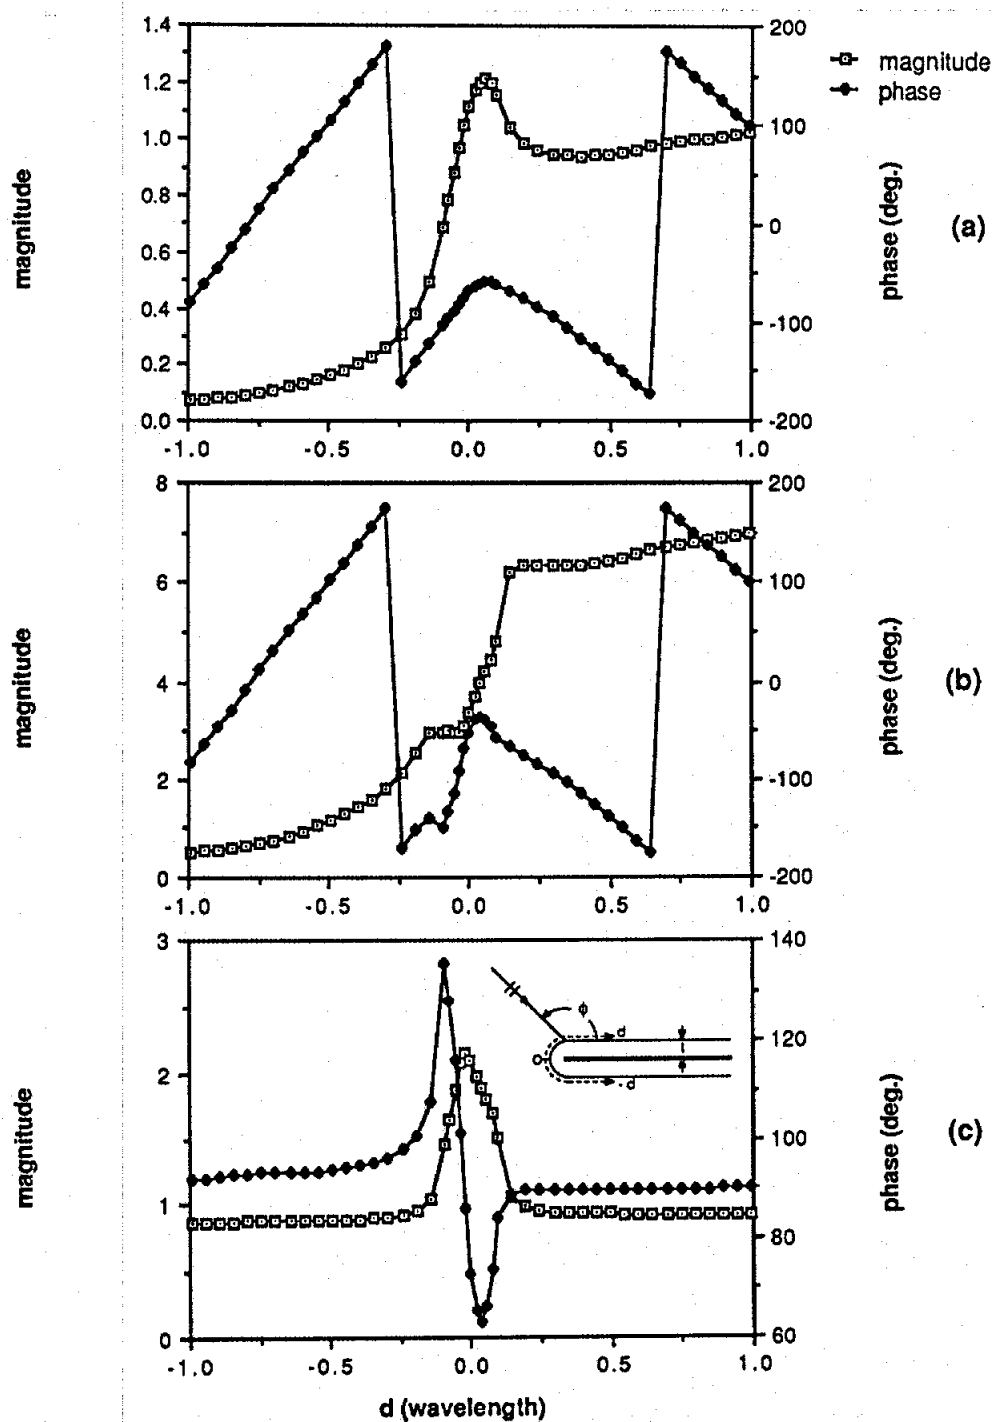 1.4
200
magnitude
phase
1.2
1.0
100
0.8
0
0.6
0.4
-100
0.2
0.0
-200
magnitude
phase (deg.)
(a)
-1.0 -0.5 0.0 0.5 1.0
8
200
6
100
4
0
2
-100
0
-200
magnitude
phase (deg.)
(b)
-1.0 -0.5 0.0 0.5 1.0
3
140
ϕ
d
120
O
-d
2
100
1
80
0
60
magnitude
phase (deg.)
(c)
-1.0 -0.5 0.0 0.5 1.0
d (wavelength)